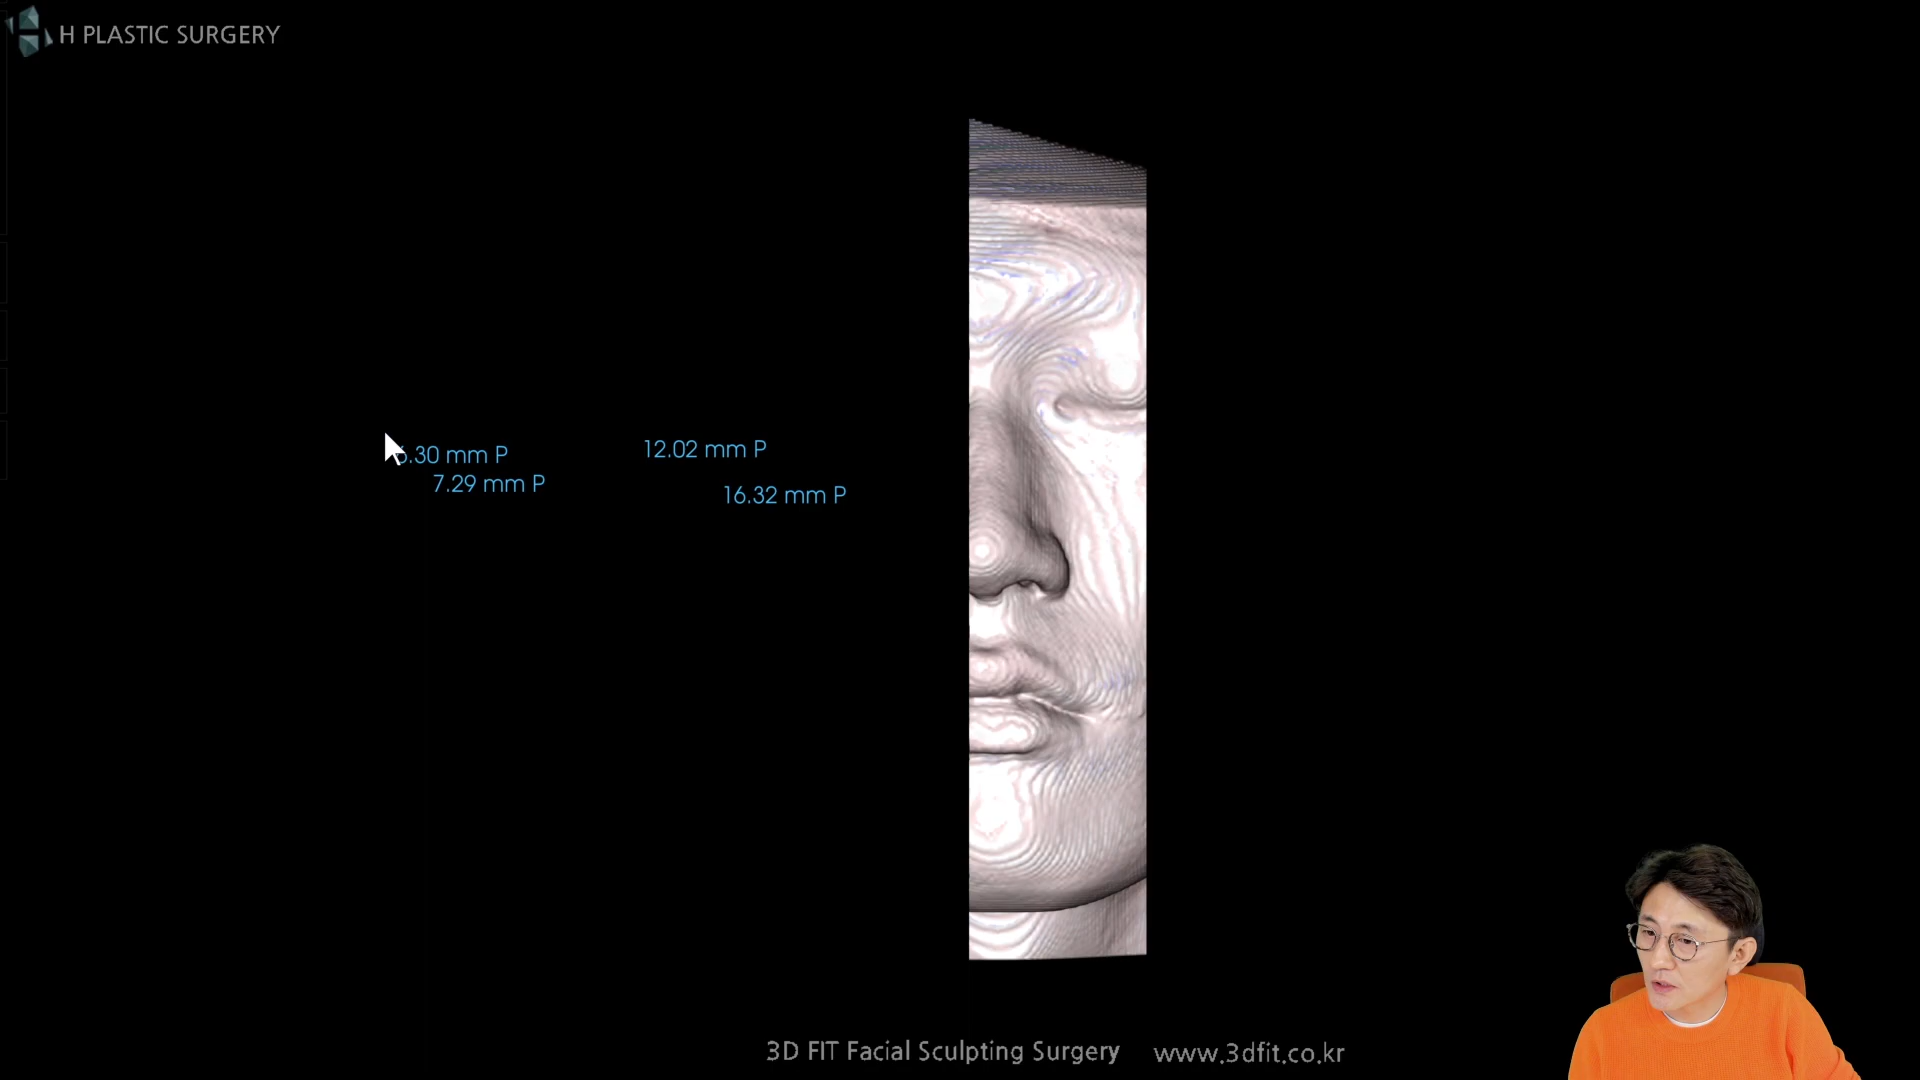 H PLASTIC SURGERY
12.02 mm P
.30 mm P
7.29 mm P
16.32 mm P
3D FIT Facial Sculpting Surgery www.3dfit.co.kr